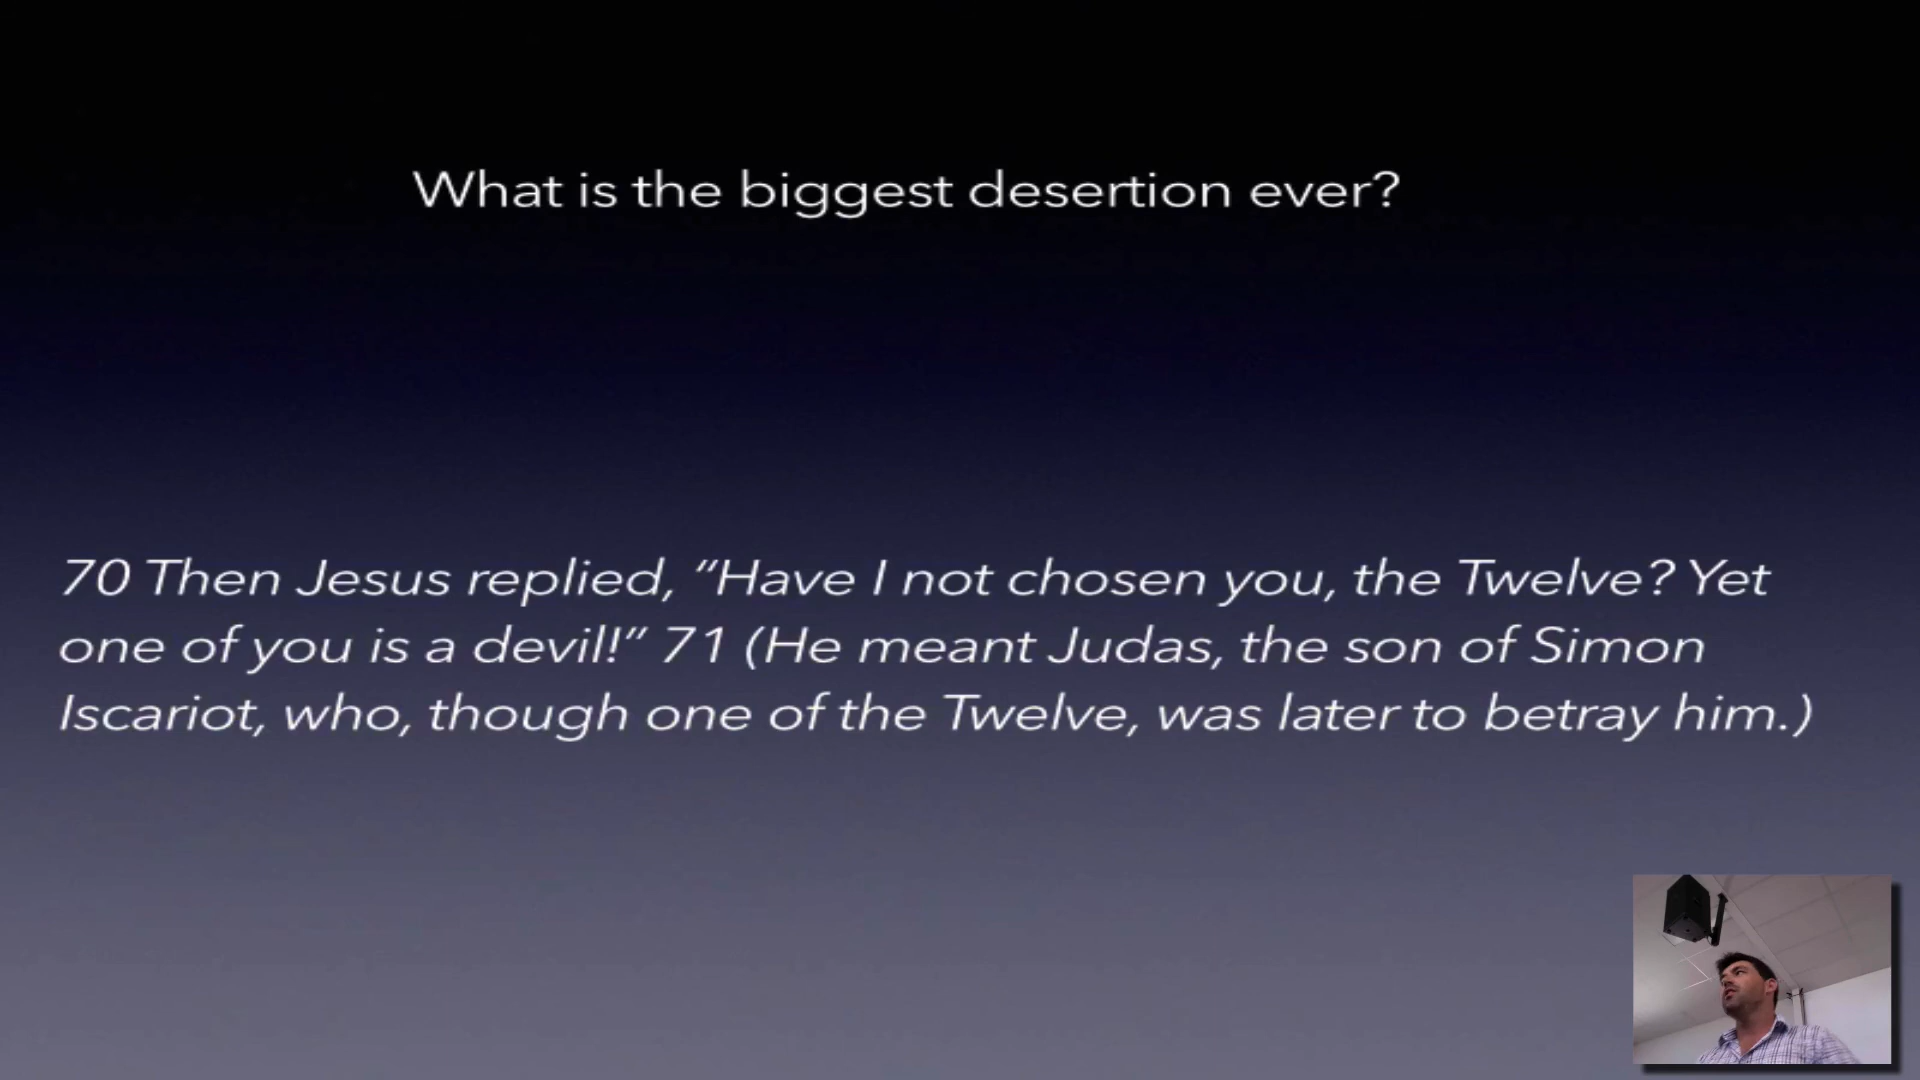 What is the biggest desertion ever?
70 Then Jesus replied, “Have I not chosen you, the Twelve? Yet
one of you is a devil!” 71 (He meant Judas, the son of Simon
Iscariot, who, though one of the Twelve, was later to betray him.)